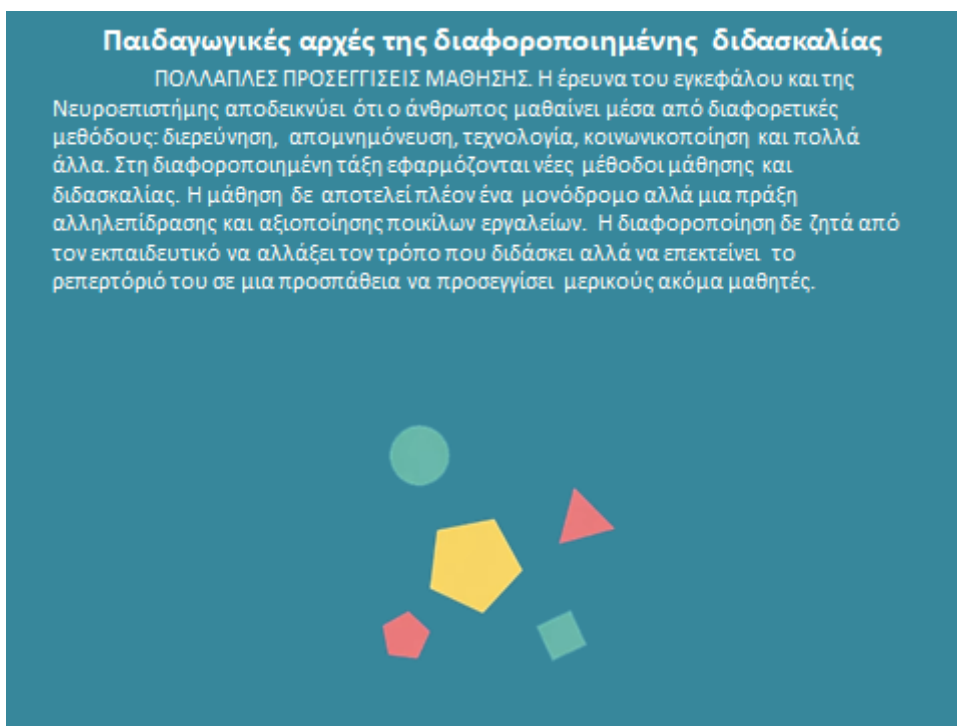 Παιδαγωγικές αρχές της διαφοροποιημένης διδασκαλίας
ΠΟΛΛΑΠΛΕΣ ΠΡΟΣΕΓΓΙΣΕΙΣ ΜΑΘΗΣΗΣ. Η έρευνα του εγκεφάλου και της
Νευροεπιστήμης αποδεικνύει ότι ο άνθρωπος μαθαίνει μέσα από διαφορετικές
μεθόδους: διερεύνηση, απομνημόνευση, τεχνολογία, κοινωνικοποίηση και πολλά
άλλα. Στη διαφοροποιημένη τάξη εφαρμόζονται νέες μέθοδοι μάθησης και
διδασκαλίας. Η μάθηση δε αποτελεί πλέον ένα μονόδρομο αλλά μια πράξη
αλληλεπίδρασης και αξιοποίησης ποικίλων εργαλείων. Η διαφοροποίηση δε ζητά από
τον εκπαιδευτικό να αλλάξει τον τρόπο που διδάσκει αλλά να επεκτείνει το
ρεπερτόριό του σε μια προσπάθεια να προσεγγίσει μερικούς ακόμα μαθητές.